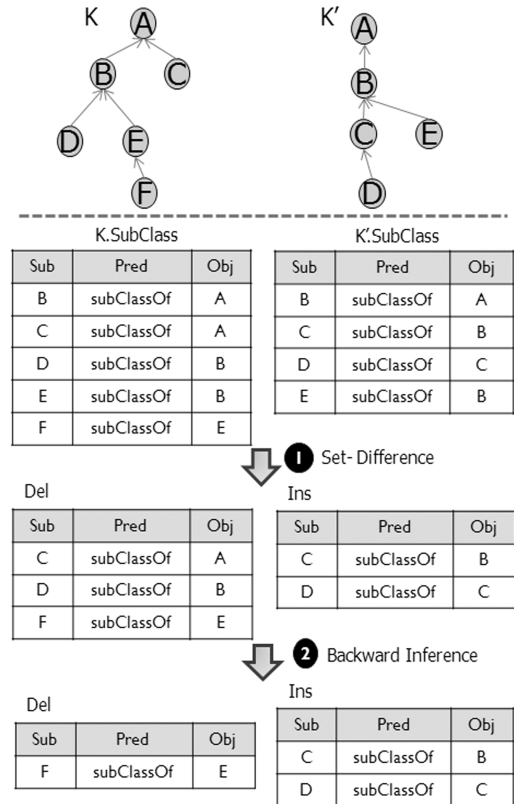 K K′
A A
B C B
D E C E
F D
K.SubClass K′.SubClass
Sub Pred Obj Sub Pred Obj
B subClassOf A B subClassOf A
C subClassOf A C subClassOf B
D subClassOf B D subClassOf C
E subClassOf B E subClassOf B
F subClassOf E
1 Set- Difference
Del Ins
Sub Pred Obj Sub Pred Obj
C subClassOf A C subClassOf B
D subClassOf B D subClassOf C
F subClassOf E
2 Backward Inference
Del Ins
Sub Pred Obj Sub Pred Obj
F subClassOf E C subClassOf B
D subClassOf C